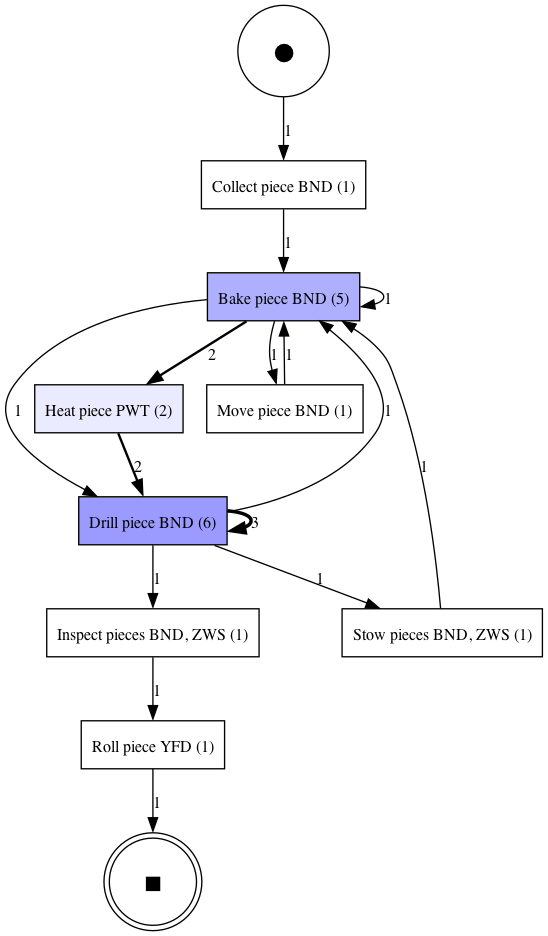 1
Collect piece BND (1)
1
Bake piece BND (5)
1
2
1
1
Heat piece PWT (2)
Move piece BND (1)
1
1
2
1
Drill piece BND (6)
3
1
1
Inspect pieces BND, ZWS (1)
Stow pieces BND, ZWS (1)
1
Roll piece YFD (1)
1